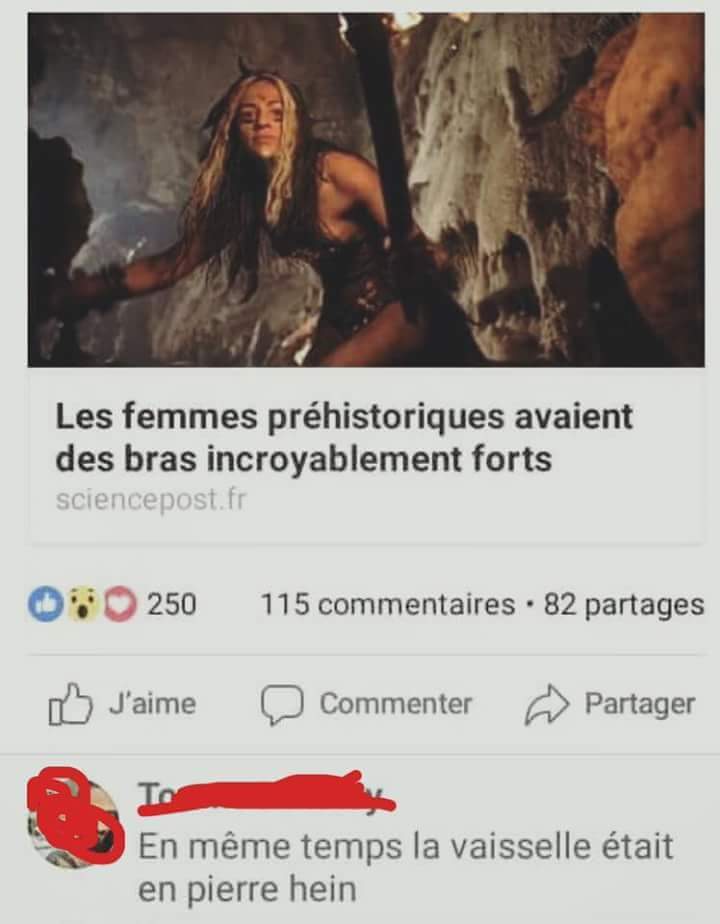 Les femmes préhistoriques avaient
des bras incroyablement forts
sciencepost.fr
250 115 commentaires • 82 partages
J'aime Commenter Partager
En même temps la vaisselle était
en pierre hein